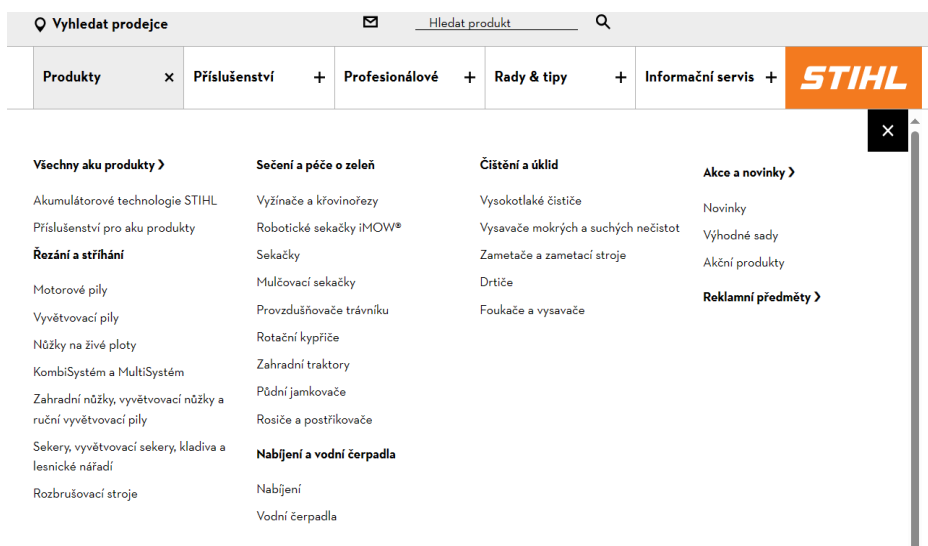 Vyhledat prodejce
Hledat produkt
Produkty
Příslušenství
Profesionálové
Rady & tipy
Informační servis
STIHL
Všechny aku produkty
Akumulátorové technologie STIHL
Příslušenství pro aku produkty
Řezání a stříhání
Motorové pily
Vyvětvovací pily
Nůžky na živé ploty
KombiSystém a MultiSystém
Zahradní nůžky, vyvětvovací nůžky a
ruční vyvětvovací pily
Sekery, vyvětvovací sekery, kladiva a
lesnické nářadí
Rozbrušovací stroje
Sečení a péče o zeleň
Vyžínače a křovinořezy
Robotické sekačky iMOW®
Sekačky
Mulčovací sekačky
Provzdušňovače trávníku
Rotační kypřiče
Zahradní traktory
Půdní jamkovače
Rosiče a postřikovače
Nabíjení a vodní čerpadla
Nabíjení
Vodní čerpadla
Čištění a úklid
Vysokotlaké čističe
Vysavače mokrých a suchých nečistot
Zametače a zametací stroje
Drtiče
Foukače a vysavače
Akce a novinky
Novinky
Výhodné sady
Akční produkty
Reklamní předměty